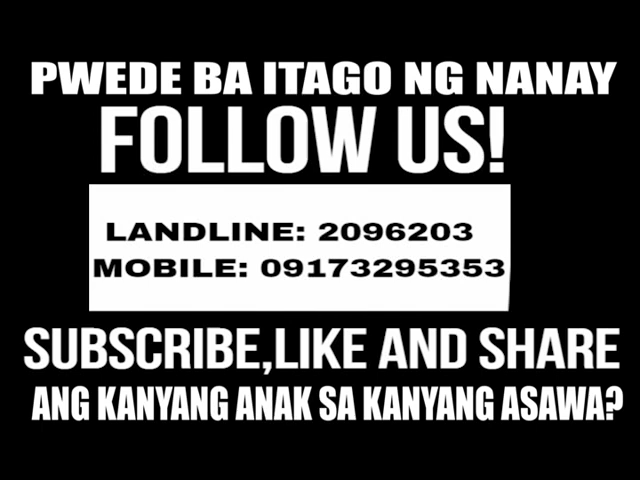 PWEDE BA ITAGO NG NANAY
FOLLOW US!
LANDLINE: 2096203
MOBILE: 09173295353
SUBSCRIBE,LIKE AND SHARE
ANG KANYANG ANAK SA KANYANG ASAWA?